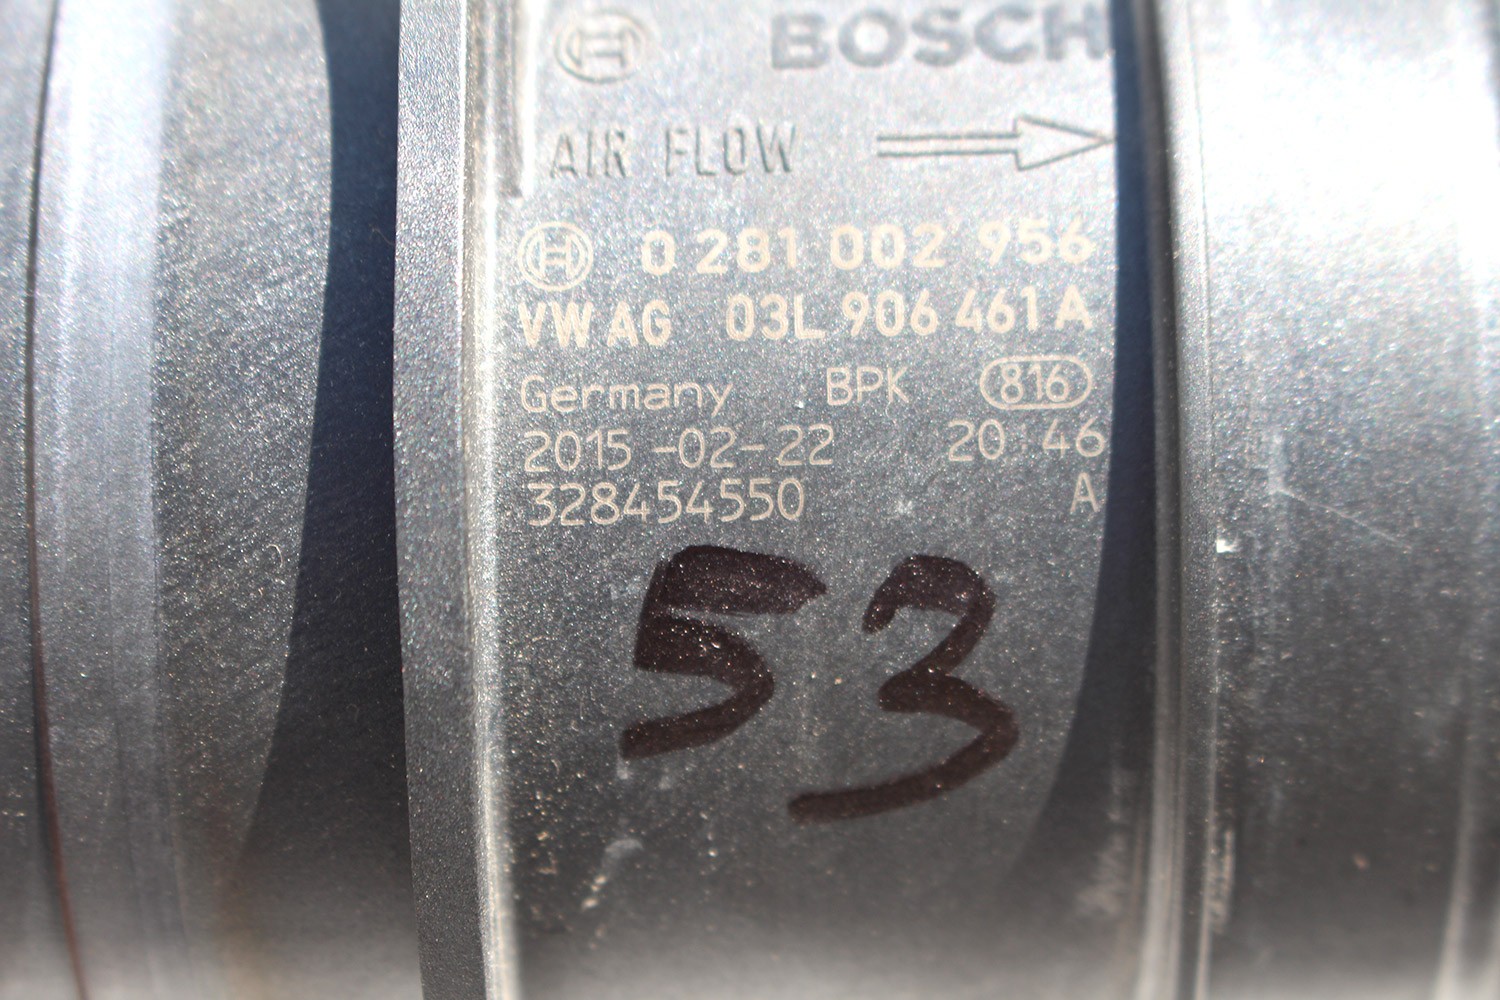 BOSCH
AIR FLOW
0 281 002 956
VW AG 03L 906 461 A
Germany BPK 816
2015-02-22 20 46
328454550 A
53